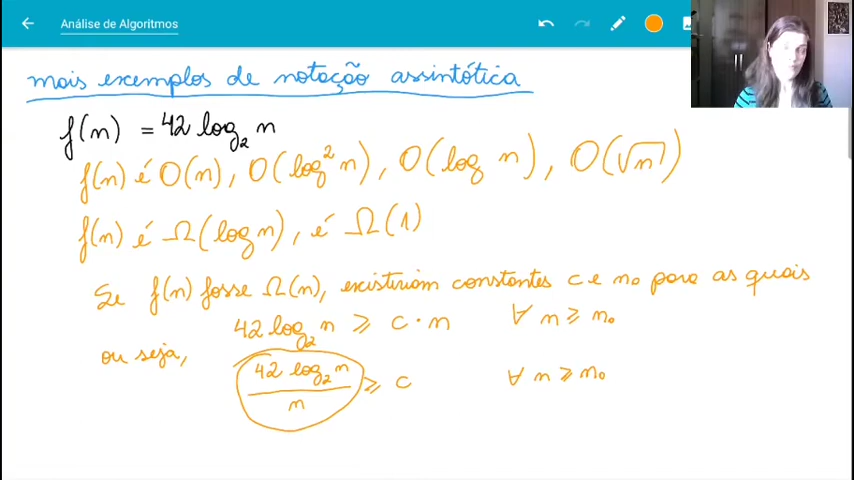 Análise de Algoritmos
mais exemplos de notação assintótica
f(n) = 42 log₂ n
f(n) é O(n), O(log² n), O(log n), O(√n)
f(n) é Ω(log n), é Ω(1)
Se f(n) fosse Ω(n), existiriam constantes c e n₀ para as quais
42 log₂ n ⩾ c · n ∀ n ⩾ n₀
ou seja,
42 log₂ n / n ⩾ c ∀ n ⩾ n₀